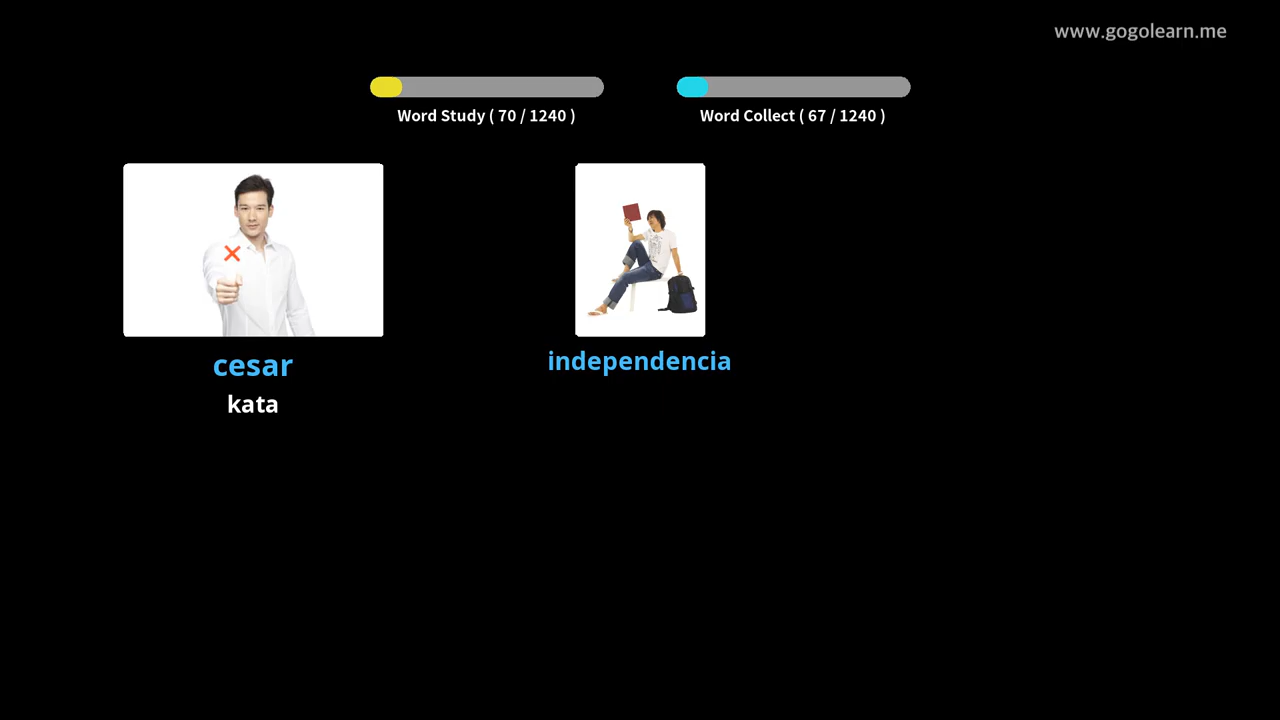 www.gogolearn.me
Word Study ( 70 / 1240 )
Word Collect ( 67 / 1240 )
cesar
kata
independencia